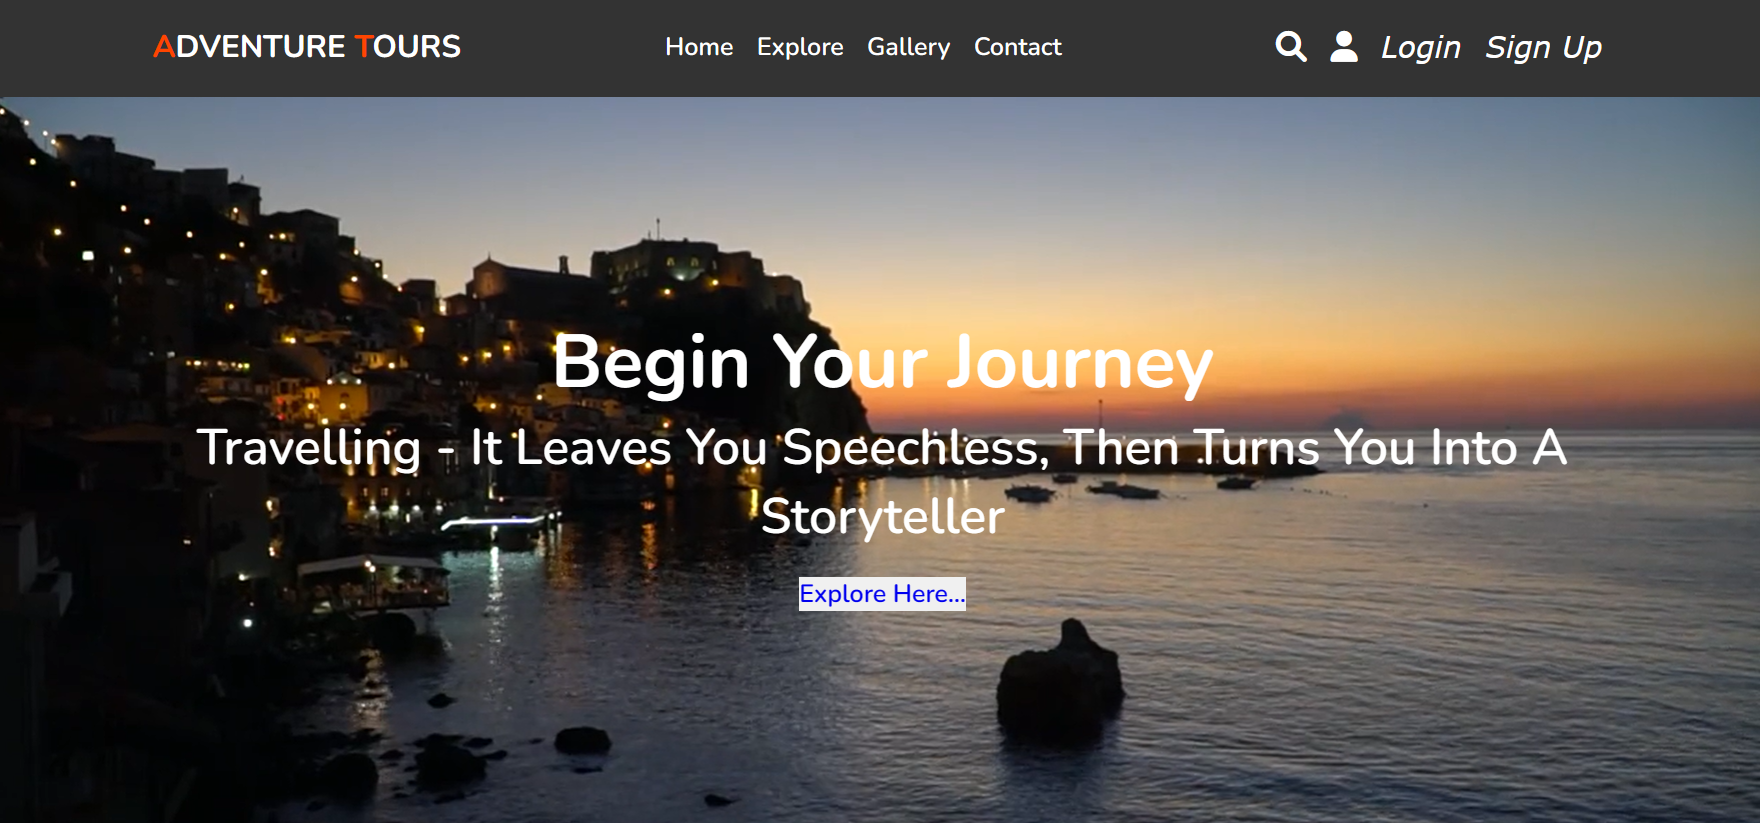 ADVENTURE TOURS
Home Explore Gallery Contact
Login Sign Up
Begin Your Journey
Travelling - It Leaves You Speechless, Then Turns You Into A
Storyteller
Explore Here...